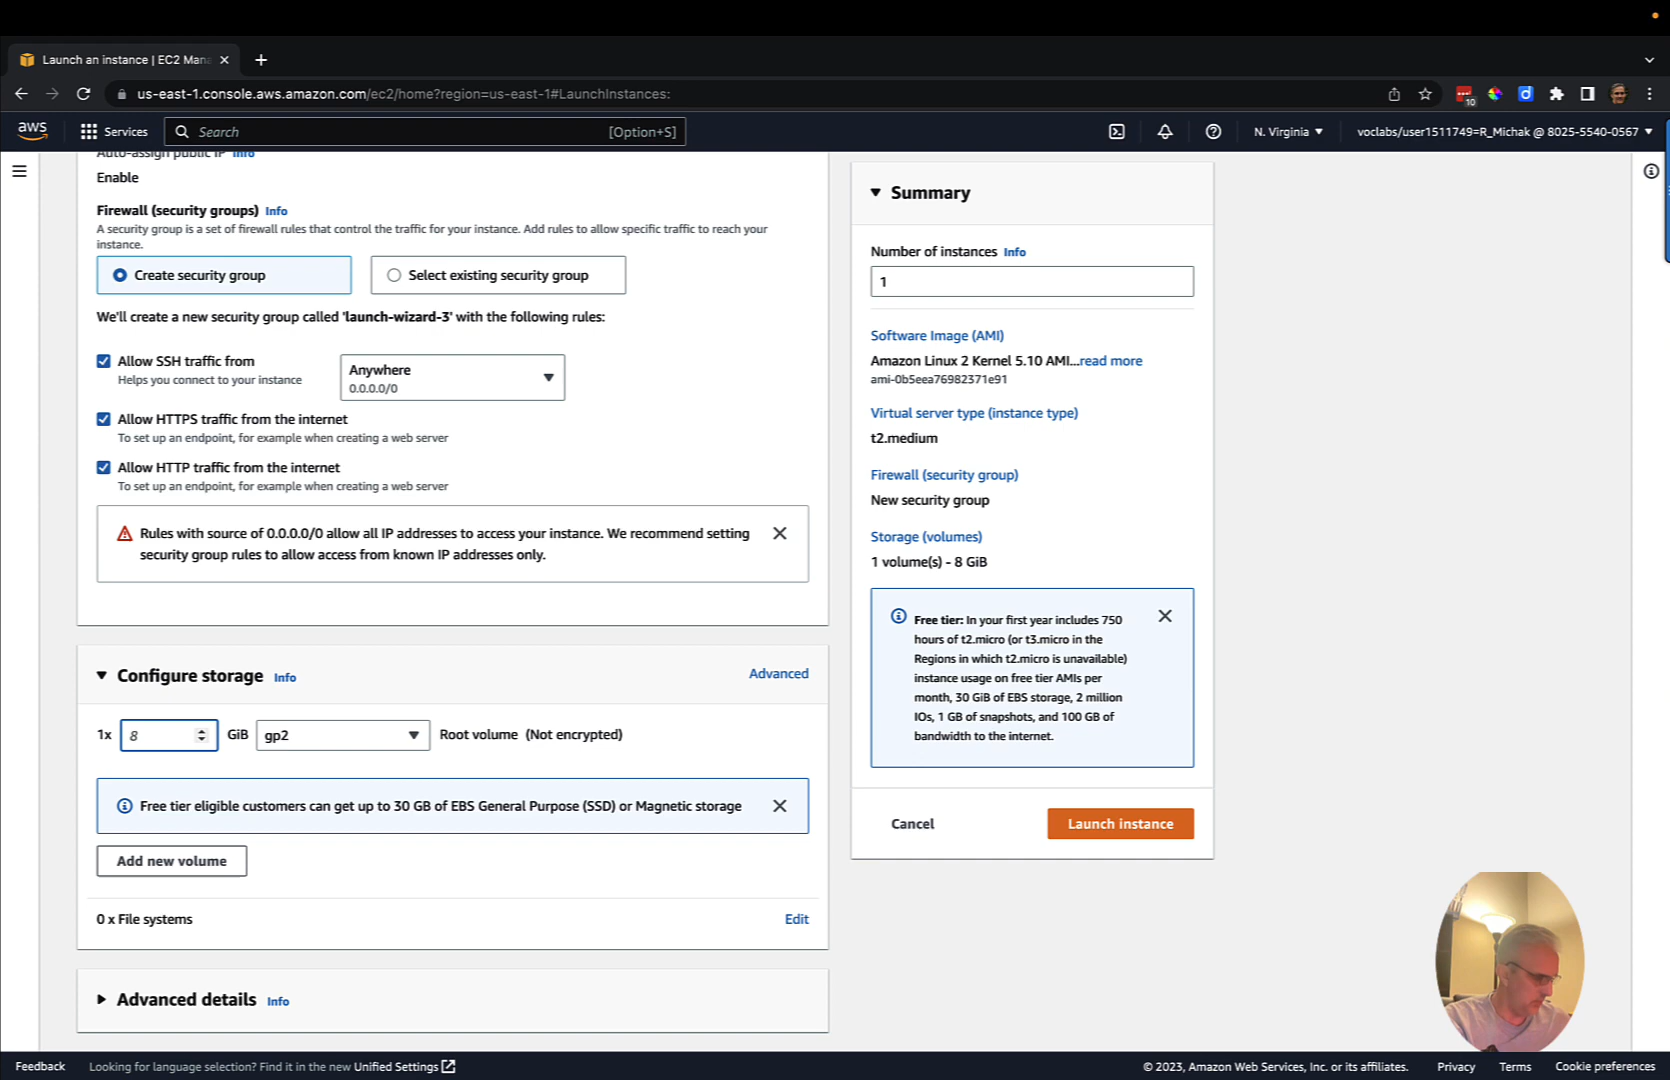 Launch an instance | EC2 Mana
us-east-1.console.aws.amazon.com/ec2/home?region=us-east-1#LaunchInstances:
10
aws
Services
Search
[Option+S]
N. Virginia
voclabs/user1511749=R_Michak @ 8025-5540-0567
Auto-assign public IP Info
Enable
Firewall (security groups) Info
A security group is a set of firewall rules that control the traffic for your instance. Add rules to allow specific traffic to reach your
instance.
Create security group
Select existing security group
We'll create a new security group called 'launch-wizard-3' with the following rules:
Allow SSH traffic from
Helps you connect to your instance
Anywhere
0.0.0.0/0
Allow HTTPS traffic from the internet
To set up an endpoint, for example when creating a web server
Allow HTTP traffic from the internet
To set up an endpoint, for example when creating a web server
Rules with source of 0.0.0.0/0 allow all IP addresses to access your instance. We recommend setting
security group rules to allow access from known IP addresses only.
Configure storage Info
Advanced
1x 8 GiB gp2 Root volume (Not encrypted)
Free tier eligible customers can get up to 30 GB of EBS General Purpose (SSD) or Magnetic storage
Add new volume
0 x File systems
Edit
Advanced details Info
Summary
Number of instances Info
1
Software Image (AMI)
Amazon Linux 2 Kernel 5.10 AMI...read more
ami-0b5eea76982371e91
Virtual server type (instance type)
t2.medium
Firewall (security group)
New security group
Storage (volumes)
1 volume(s) - 8 GiB
Free tier: In your first year includes 750
hours of t2.micro (or t3.micro in the
Regions in which t2.micro is unavailable)
instance usage on free tier AMIs per
month, 30 GiB of EBS storage, 2 million
IOs, 1 GB of snapshots, and 100 GB of
bandwidth to the internet.
Cancel
Launch instance
Feedback
Looking for language selection? Find it in the new Unified Settings
© 2023, Amazon Web Services, Inc. or its affiliates.
Privacy
Terms
Cookie preferences